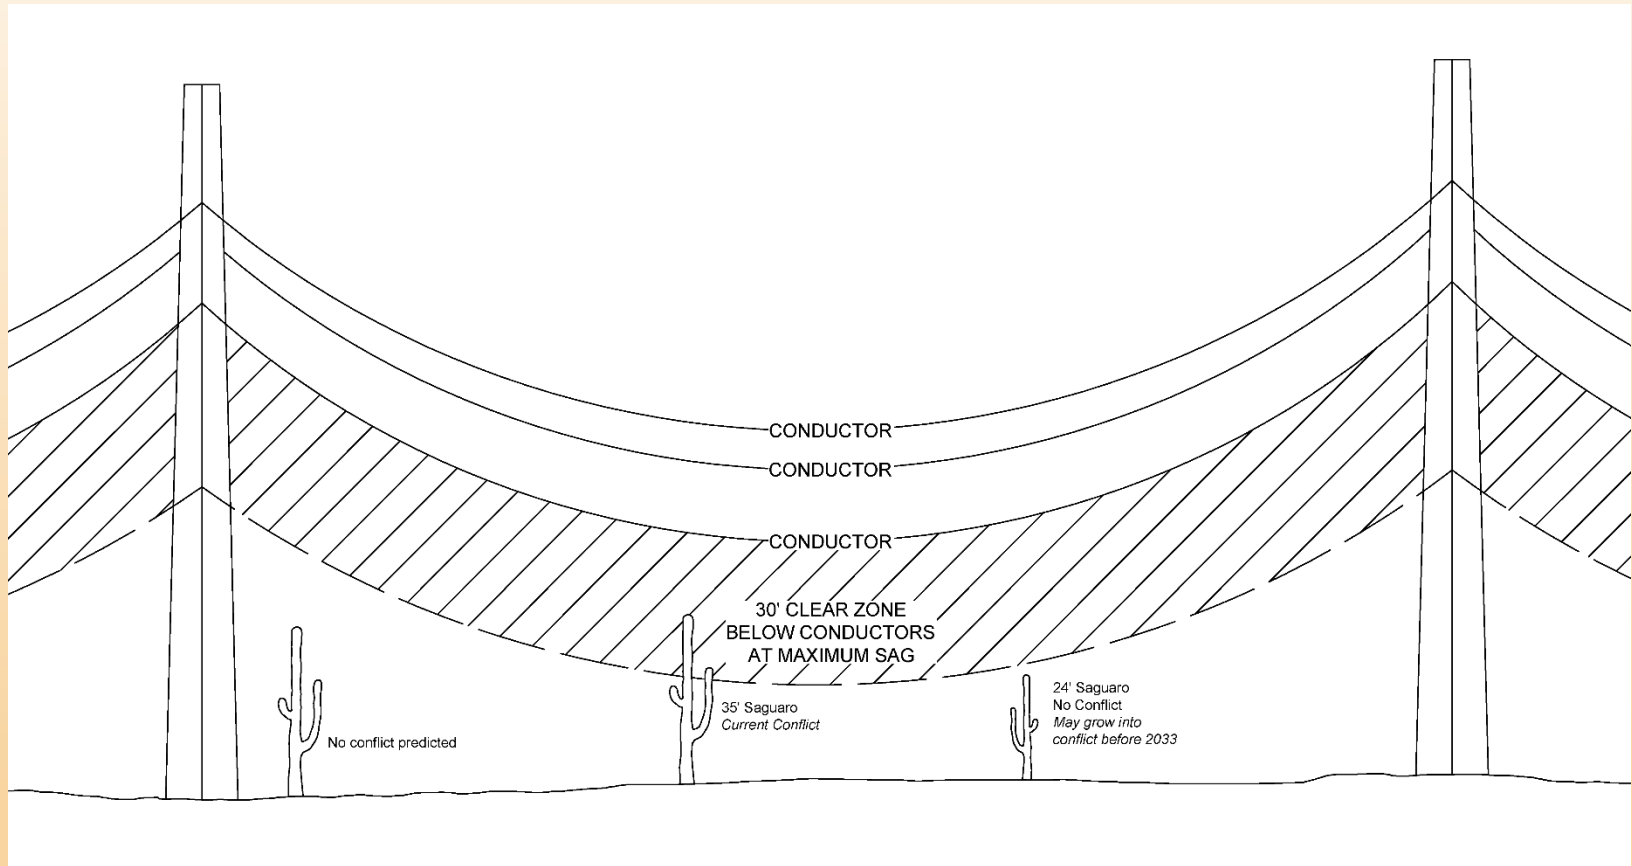 CONDUCTOR
CONDUCTOR
CONDUCTOR
30' CLEAR ZONE
BELOW CONDUCTORS
AT MAXIMUM SAG
No conflict predicted
35' Saguaro
Current Conflict
24' Saguaro
No Conflict
May grow into
conflict before 2033